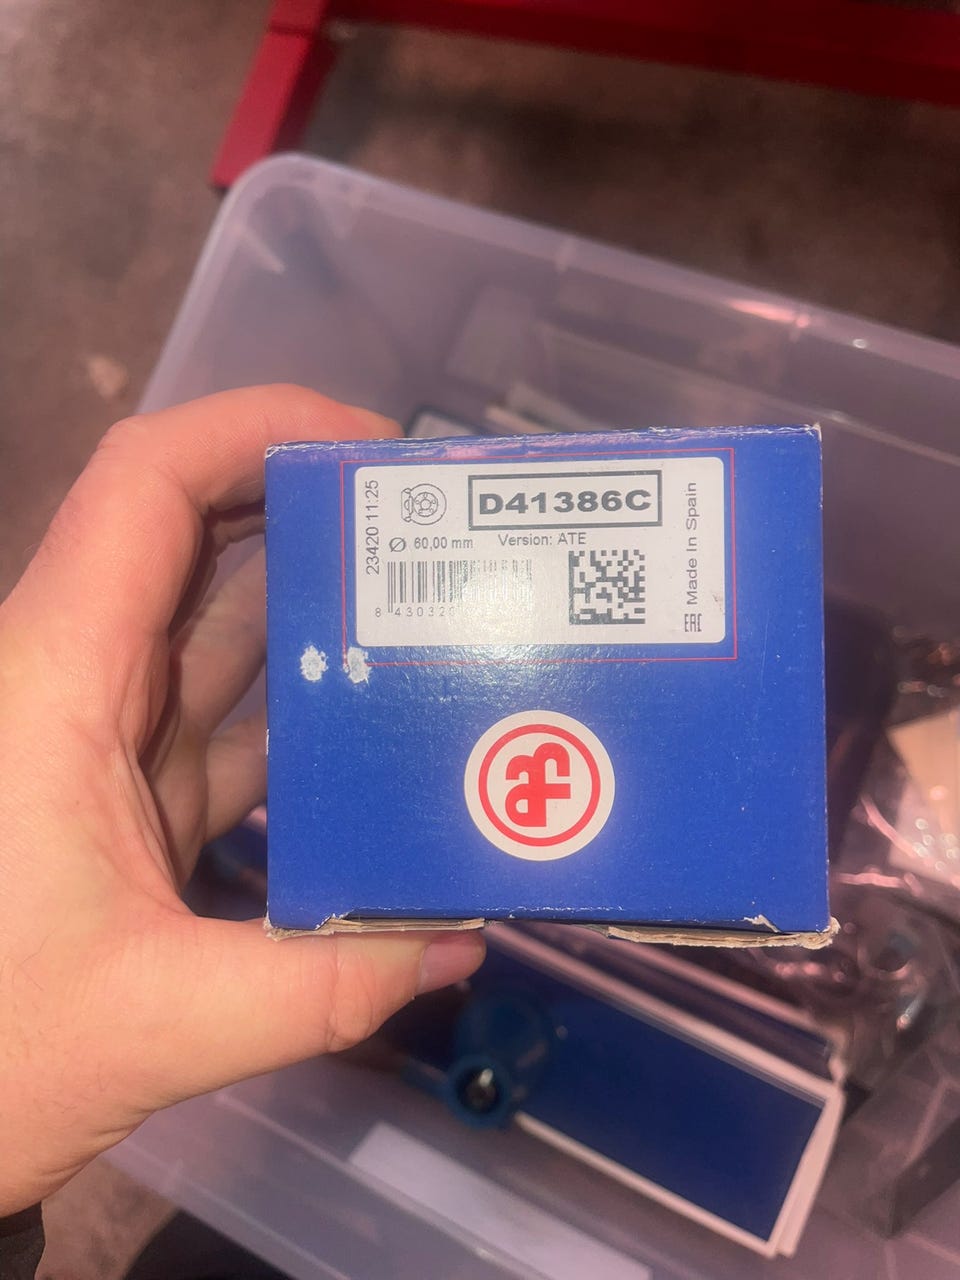 D41386C
23420 11:25
Ø 60,00 mm
Version: ATE
Made In Spain
EAC